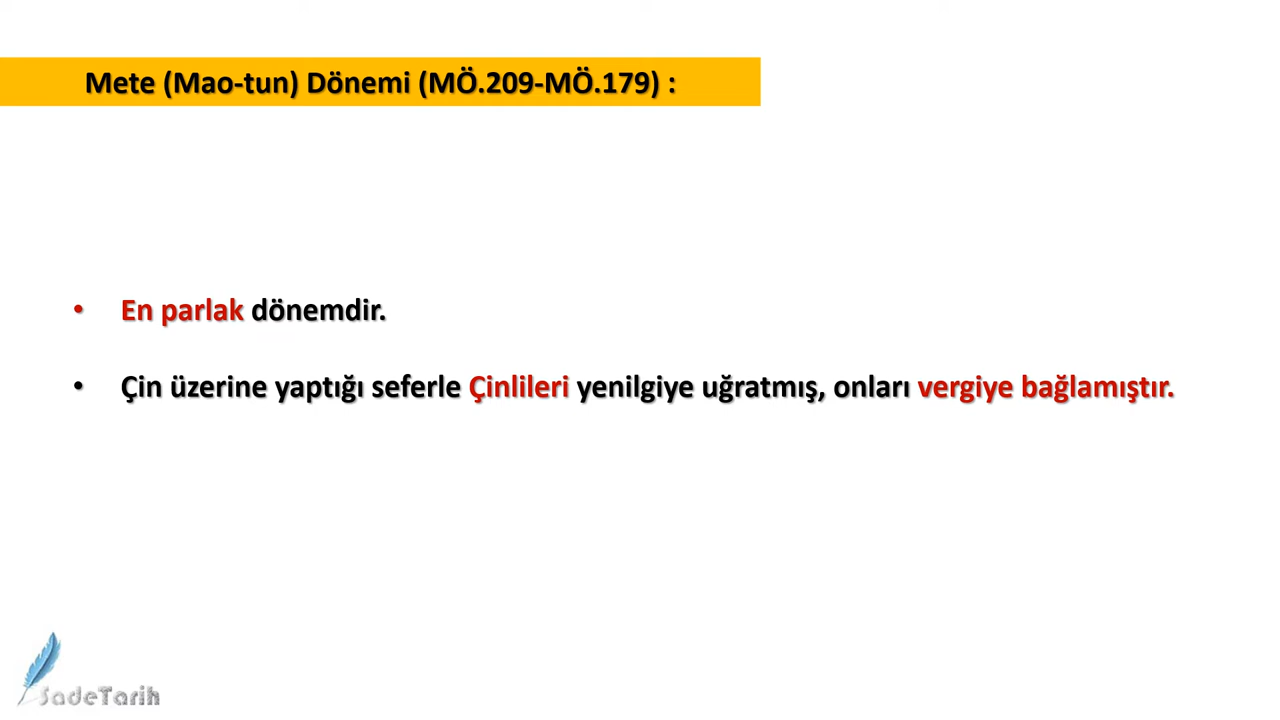 Mete (Mao-tun) Dönemi (MÖ.209-MÖ.179) :
• En parlak dönemdir.
• Çin üzerine yaptığı seferle Çinlileri yenilgiye uğratmış, onları vergiye bağlamıştır.
SadeTarih